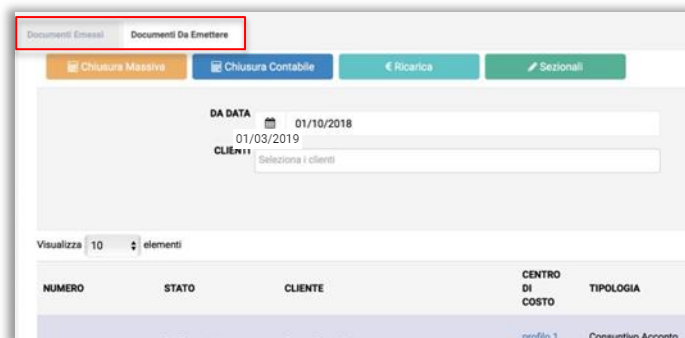 Documenti Emessi Documenti Da Emettere
Chiusura Massiva Chiusura Contabile € Ricarica Sezionali
DA DATA
01/10/2018
01/03/2019
CLIENTI
Seleziona i clienti
Visualizza 10 elementi
NUMERO STATO CLIENTE CENTRO DI COSTO TIPOLOGIA
profilo 1 Consuntivo Acconto